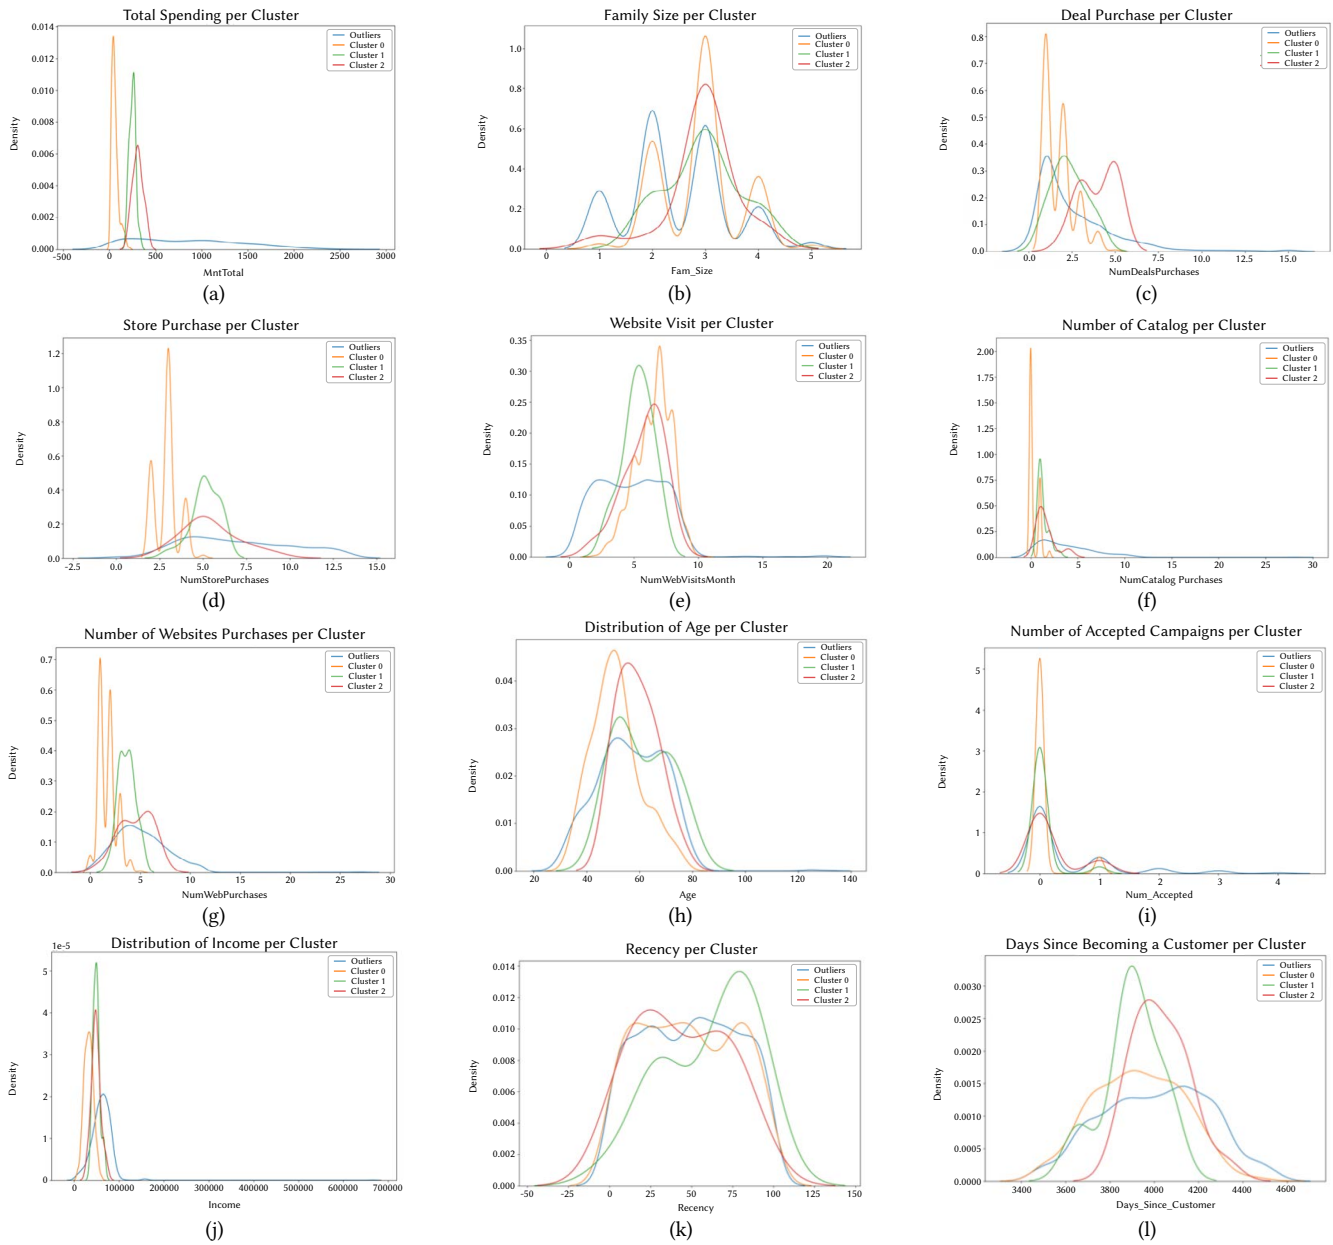 Total Spending per Cluster
0.014
0.012
0.010
0.008
0.006
0.004
0.002
0.000
Density
Outliers
Cluster 0
Cluster 1
Cluster 2
-500 0 500 1000 1500 2000 2500 3000
MntTotal
(a)
Family Size per Cluster
1.0
0.8
0.6
0.4
0.2
0.0
Density
Outliers
Cluster 0
Cluster 1
Cluster 2
0 1 2 3 4 5
Fam_Size
(b)
Deal Purchase per Cluster
0.8
0.7
0.6
0.5
0.4
0.3
0.2
0.1
0
Density
Outliers
Cluster 0
Cluster 1
Cluster 2
0.0 2.5 5.0 7.5 10.0 12.5 15.0
NumDealsPurchases
(c)
Store Purchase per Cluster
1.2
1.0
0.8
0.6
0.4
0.2
0.0
Density
Outliers
Cluster 0
Cluster 1
Cluster 2
-2.5 0.0 2.5 5.0 7.5 10.0 12.5 15.0
NumStorePurchases
(d)
Website Visit per Cluster
0.35
0.30
0.25
0.20
0.15
0.10
0.05
0.00
Density
Outliers
Cluster 0
Cluster 1
Cluster 2
0 5 10 15 20
NumWebVisitsMonth
(e)
Number of Catalog per Cluster
2.00
1.75
1.50
1.25
1.00
0.75
0.50
0.25
0.00
Density
Outliers
Cluster 0
Cluster 1
Cluster 2
0 5 10 15 20 25 30
NumCatalog Purchases
(f)
Number of Websites Purchases per Cluster
0.7
0.6
0.5
0.4
0.3
0.2
0.1
0.0
Density
Outliers
Cluster 0
Cluster 1
Cluster 2
0 5 10 15 20 25 30
NumWebPurchases
(g)
Distribution of Age per Cluster
0.04
0.03
0.02
0.01
0.00
Density
Outliers
Cluster 0
Cluster 1
Cluster 2
20 40 60 80 100 120 140
Age
(h)
Number of Accepted Campaigns per Cluster
5
4
3
2
1
0
Density
Outliers
Cluster 0
Cluster 1
Cluster 2
0 1 2 3 4
Num_Accepted
(i)
Distribution of Income per Cluster
1e-5
5
4
3
2
1
0
Density
Outliers
Cluster 0
Cluster 1
Cluster 2
0 100000 200000 300000 400000 500000 600000 700000
Income
(j)
Recency per Cluster
0.014
0.012
0.010
0.008
0.006
0.004
0.002
0.000
Density
Outliers
Cluster 0
Cluster 1
Cluster 2
-50 -25 0 25 50 75 100 125 150
Recency
(k)
Days Since Becoming a Customer per Cluster
0.0030
0.0025
0.0020
0.0015
0.0010
0.0005
0.0000
Density
Outliers
Cluster 0
Cluster 1
Cluster 2
3400 3600 3800 4000 4200 4400 4600
Days_Since_Customer
(l)